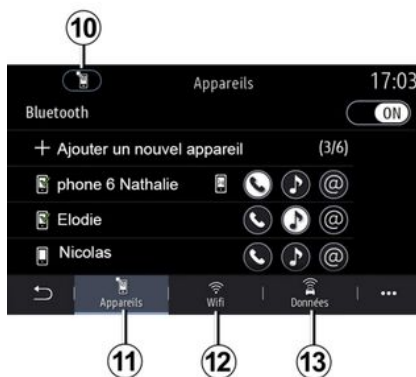 10
Appareils 17:03
Bluetooth ON
+ Ajouter un nouvel appareil (3/6)
phone 6 Nathalie @
Elodie @
Nicolas @
Appareils Wifi Données ...
11 12 13